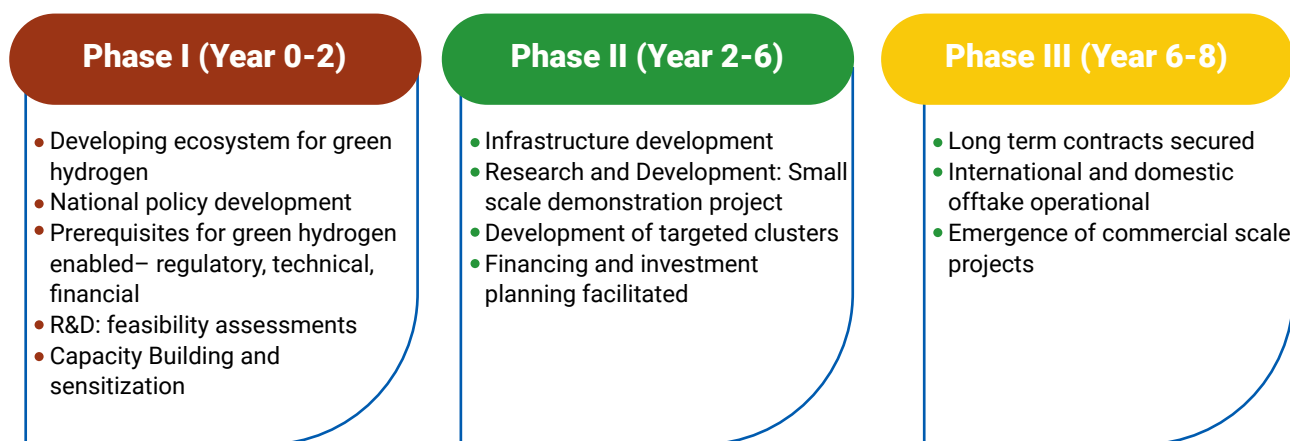 Phase I (Year 0-2)
• Developing ecosystem for green
hydrogen
• National policy development
• Prerequisites for green hydrogen
enabled– regulatory, technical,
financial
• R&D: feasibility assessments
• Capacity Building and
sensitization
Phase II (Year 2-6)
• Infrastructure development
• Research and Development: Small
scale demonstration project
• Development of targeted clusters
• Financing and investment
planning facilitated
Phase III (Year 6-8)
• Long term contracts secured
• International and domestic
offtake operational
• Emergence of commercial scale
projects